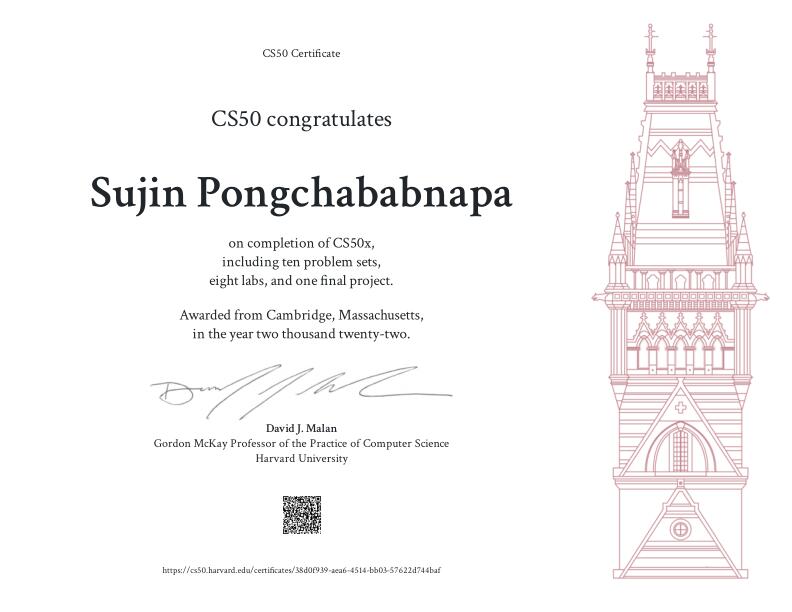 CS50 Certificate
CS50 congratulates
Sujin Pongchababnapa
on completion of CS50x,
including ten problem sets,
eight labs, and one final project.
Awarded from Cambridge, Massachusetts,
in the year two thousand twenty-two.
David J. Malan
Gordon McKay Professor of the Practice of Computer Science
Harvard University
https://cs50.harvard.edu/certificates/38d0f939-aea6-4514-bb03-57622d744baf